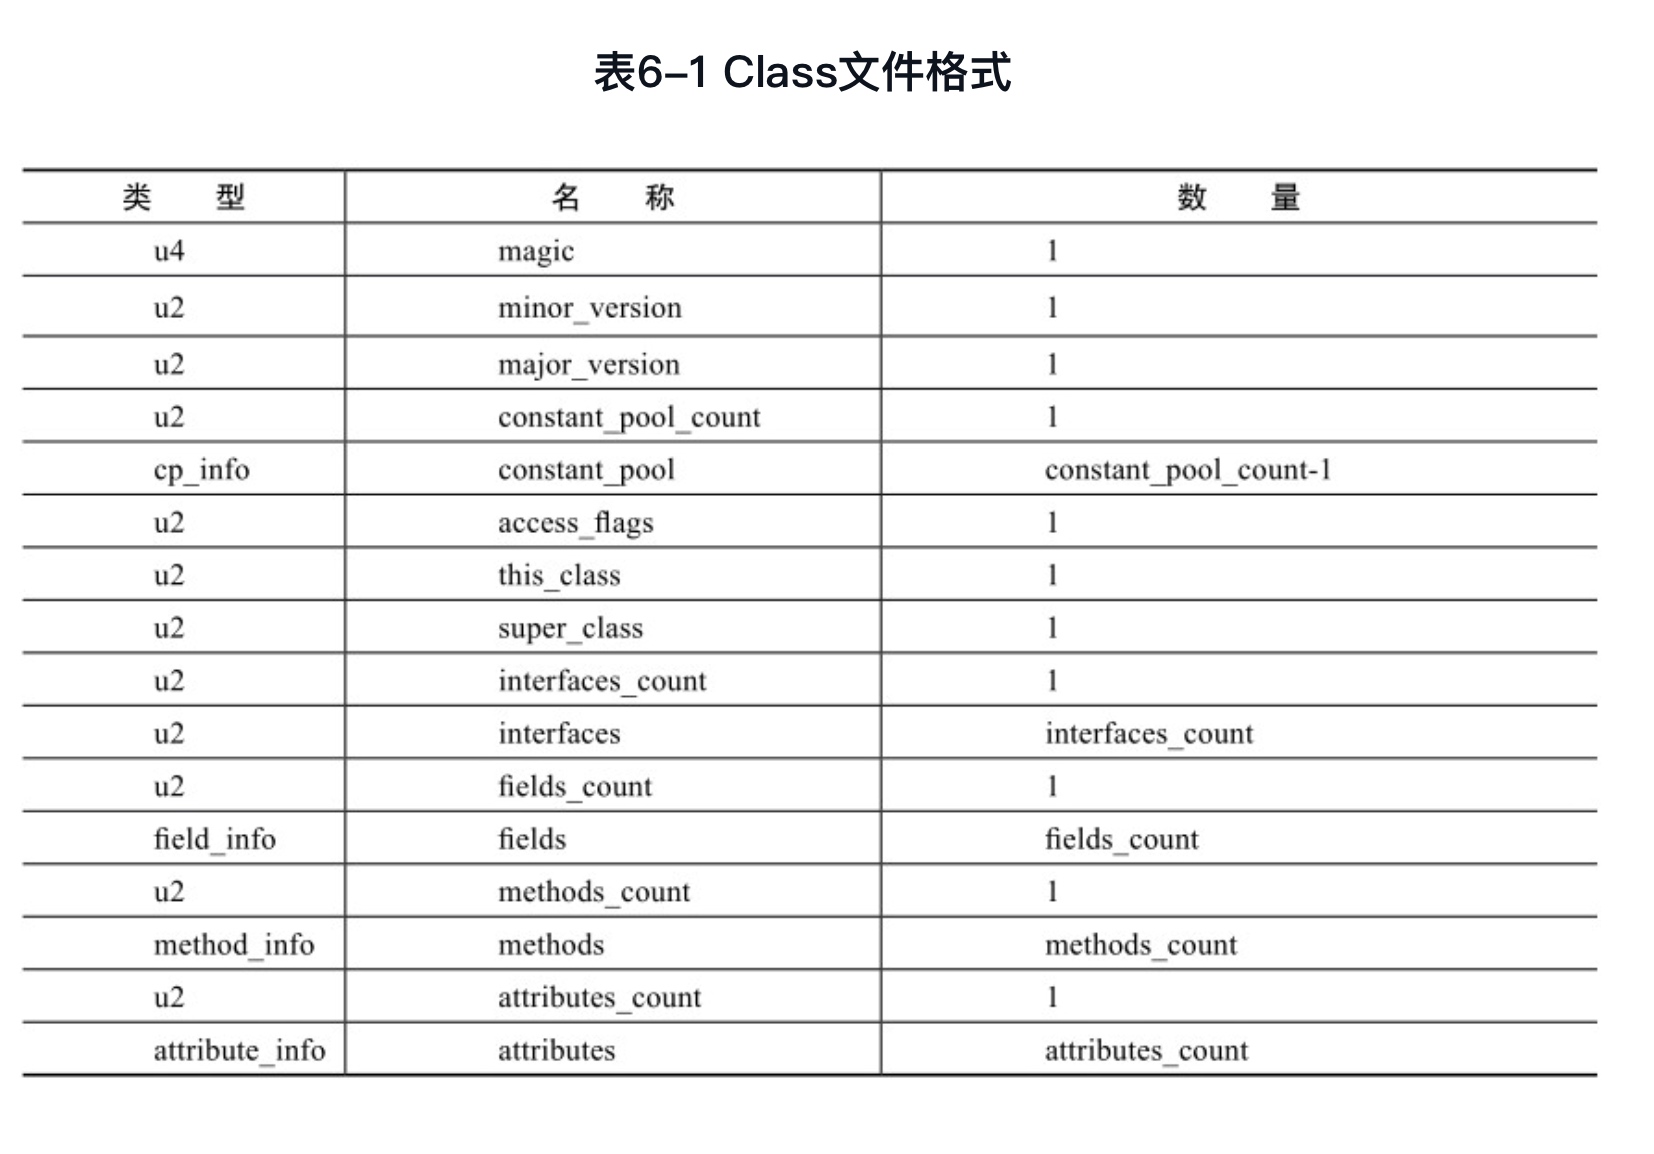 表6–1 Class文件格式
类 型 名 称 数 量
u4 magic 1
u2 minor_version 1
u2 major_version 1
u2 constant_pool_count 1
cp_info constant_pool constant_pool_count-1
u2 access_flags 1
u2 this_class 1
u2 super_class 1
u2 interfaces_count 1
u2 interfaces interfaces_count
u2 fields_count 1
field_info fields fields_count
u2 methods_count 1
method_info methods methods_count
u2 attributes_count 1
attribute_info attributes attributes_count